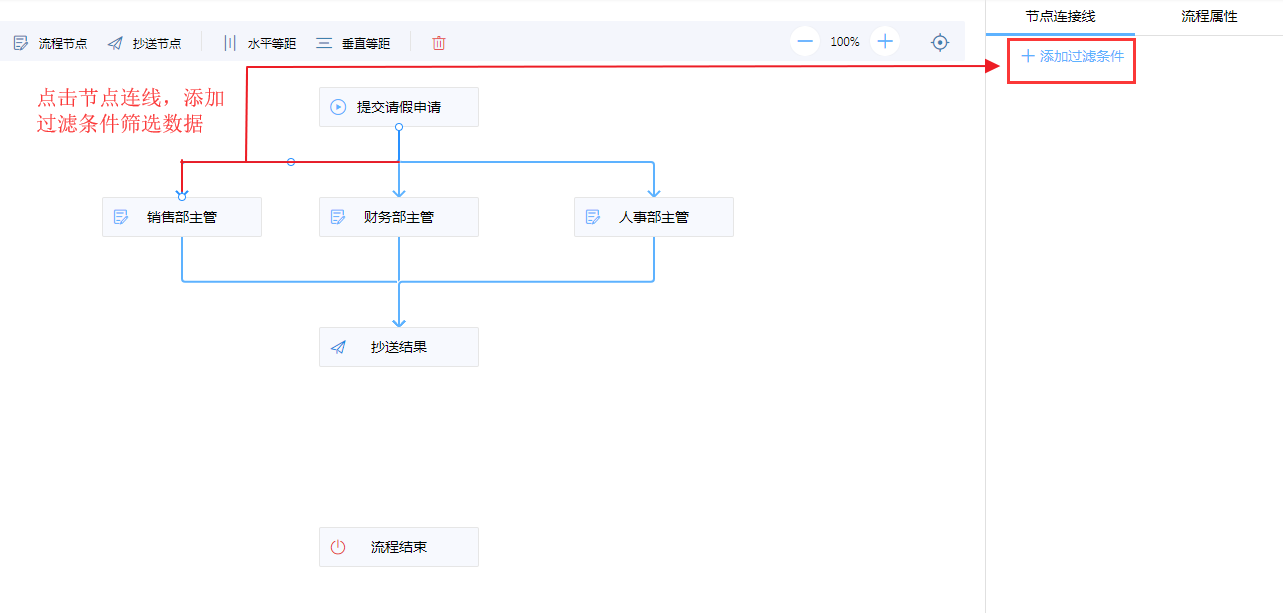 节点连接线 流程属性
流程节点 抄送节点 水平等距 垂直等距 100%
添加过滤条件
点击节点连线，添加
过滤条件筛选数据
提交请假申请
销售部主管 财务部主管 人事部主管
抄送结果
流程结束